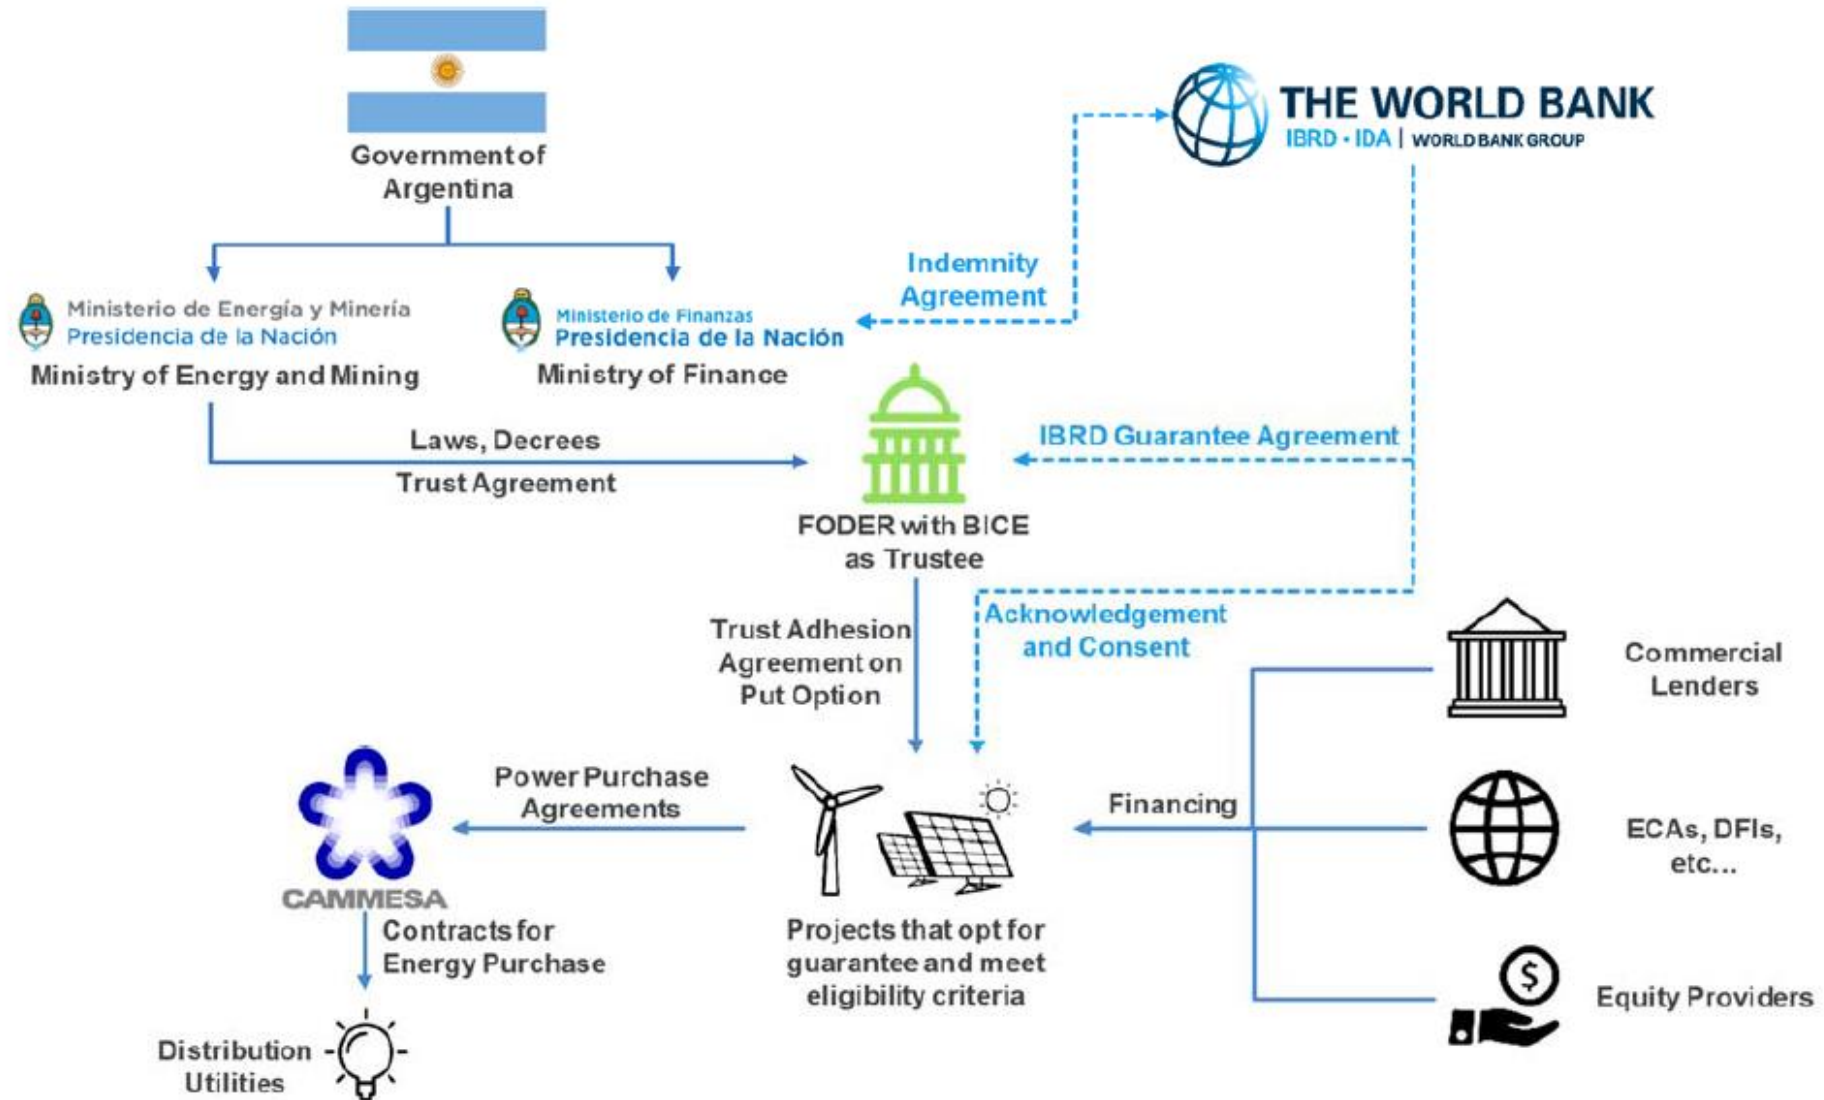 Government of
Argentina
THE WORLD BANK
IBRD • IDA | WORLD BANK GROUP
Indemnity
Agreement
Ministerio de Energía y Minería
Presidencia de la Nación
Ministry of Energy and Mining
Ministerio de Finanzas
Presidencia de la Nación
Ministry of Finance
Laws, Decrees
Trust Agreement
IBRD Guarantee Agreement
FODER with BICE
as Trustee
Trust Adhesion
Agreement on
Put Option
Acknowledgement
and Consent
Commercial
Lenders
Power Purchase
Agreements
Financing
ECAs, DFIs,
etc...
CAMMESA
Contracts for
Energy Purchase
Projects that opt for
guarantee and meet
eligibility criteria
$
Equity Providers
Distribution
Utilities